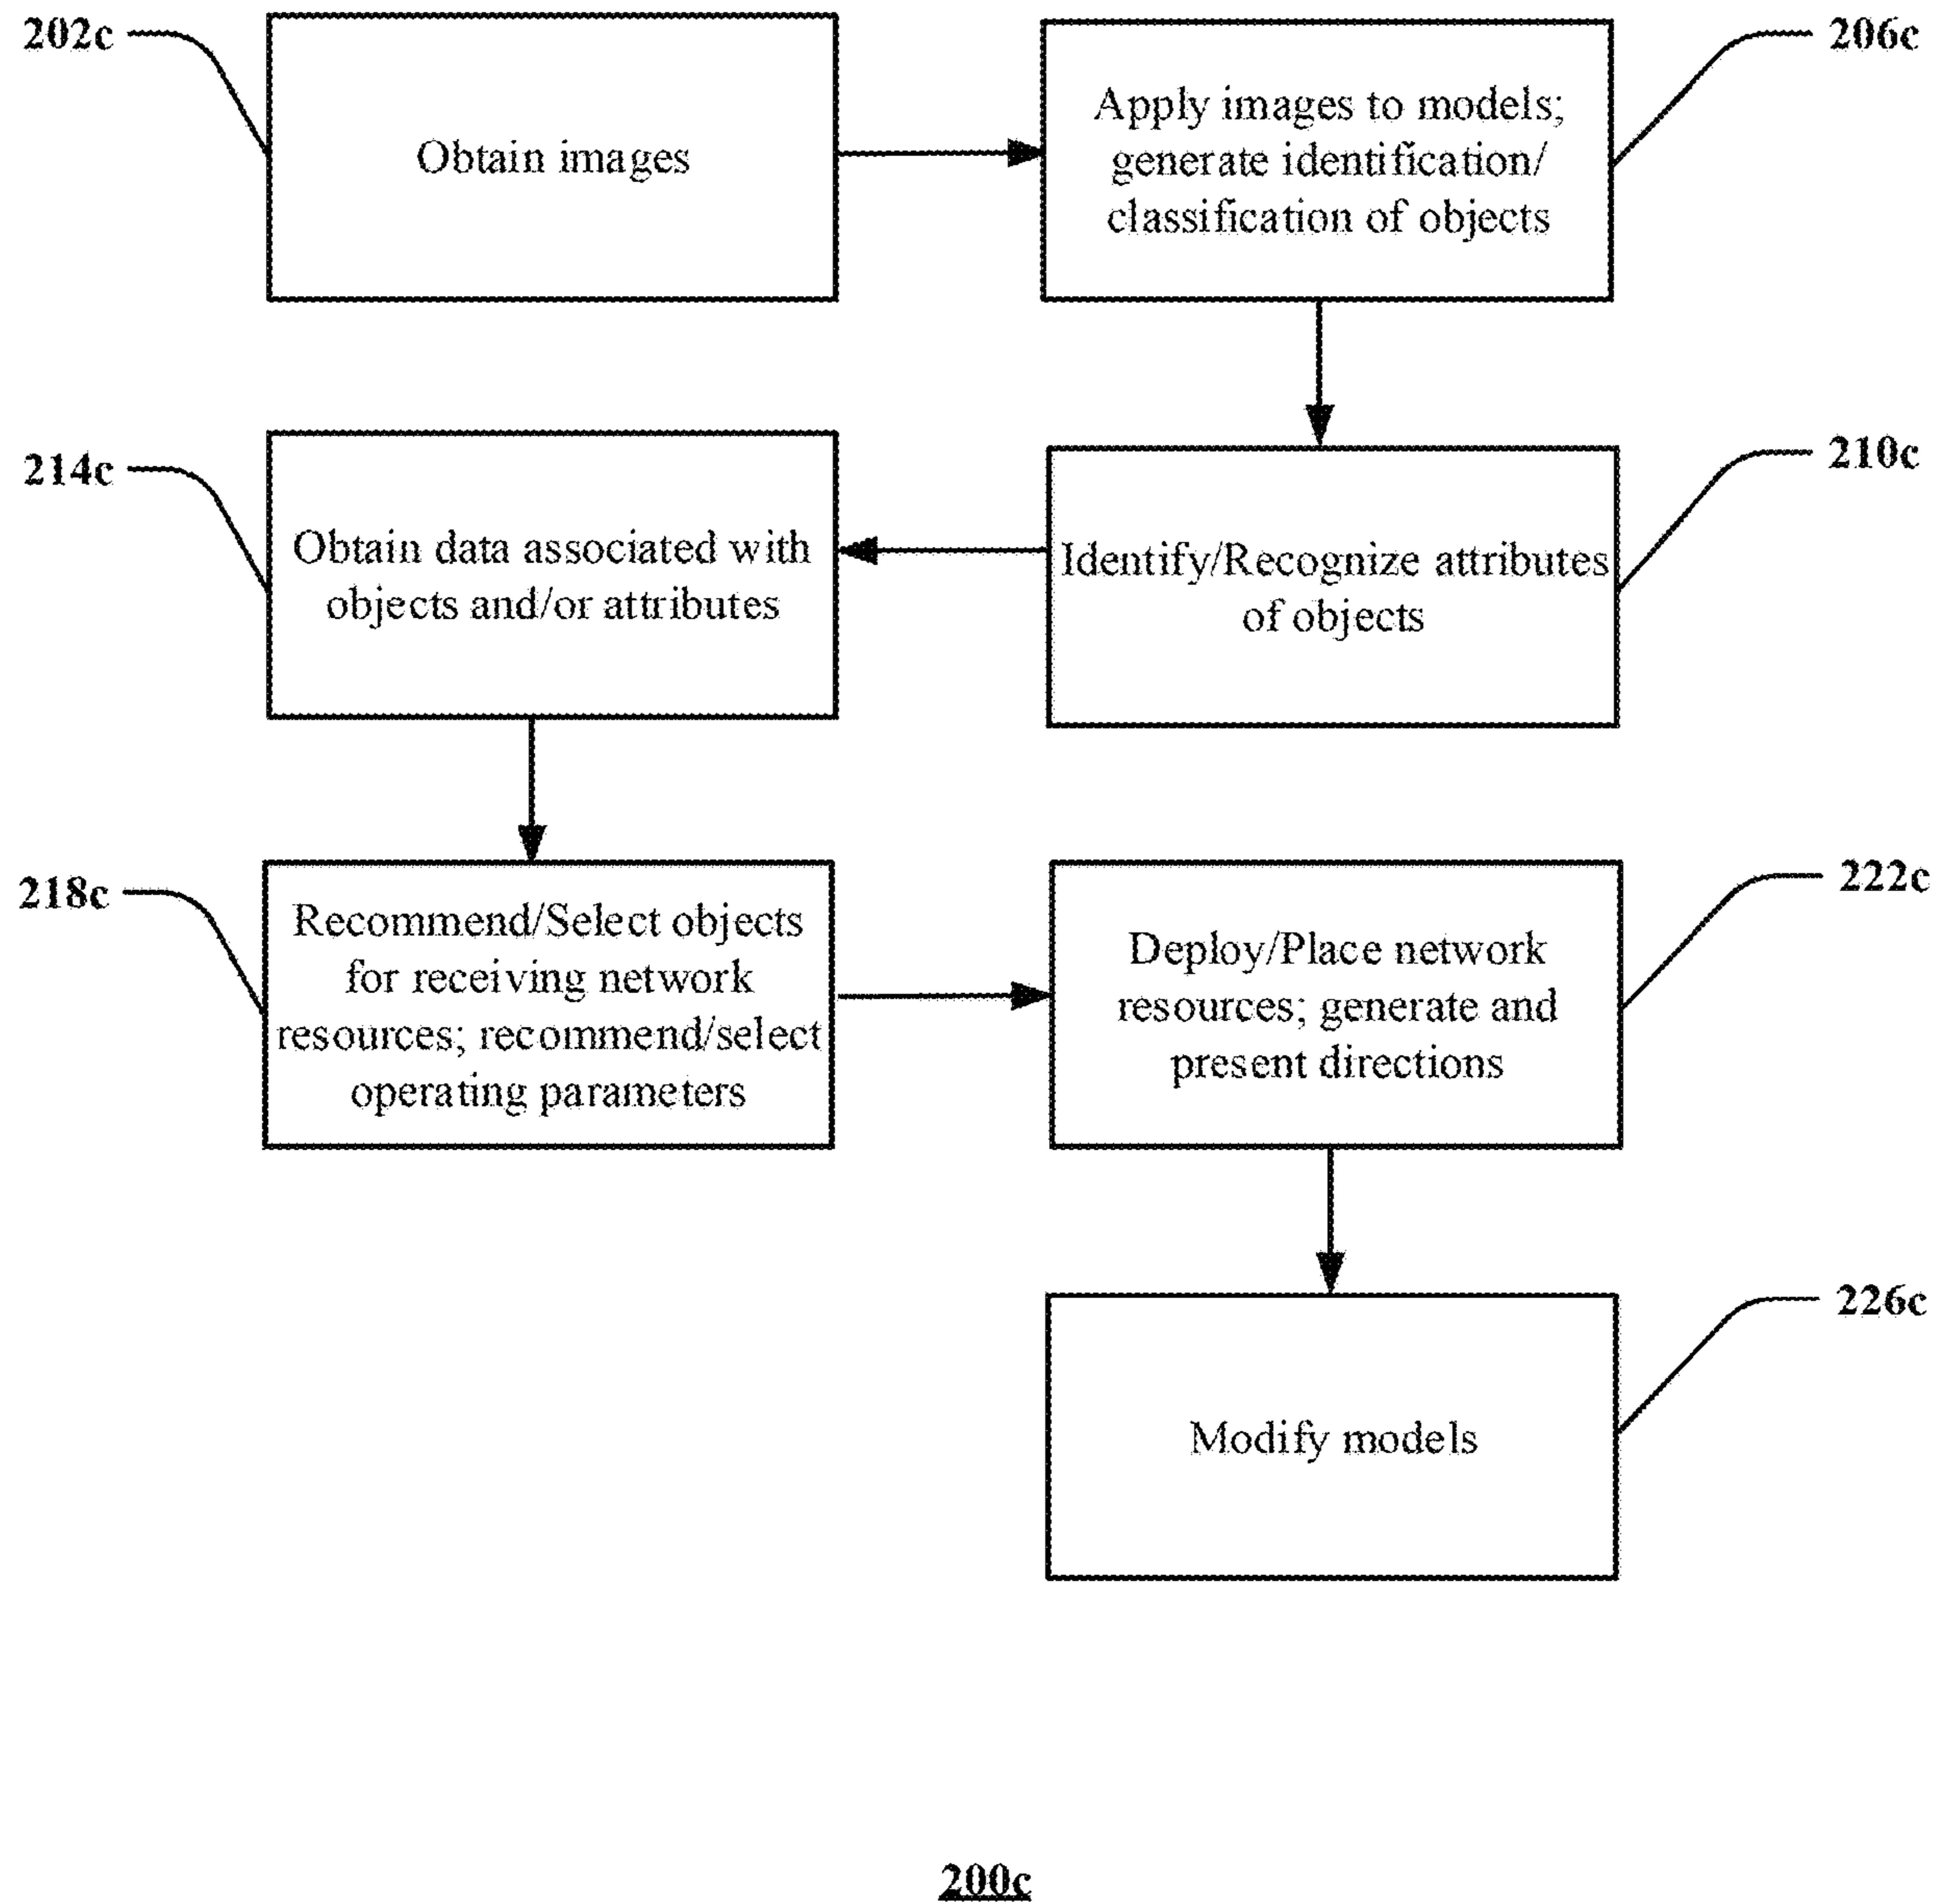 202c
Obtain images
206c
Apply images to models;
generate identification/
classification of objects
214c
Obtain data associated with
objects and/or attributes
210c
Identify/Recognize attributes
of objects
218c
Recommend/Select objects
for receiving network
resources; recommend/select
operating parameters
222c
Deploy/Place network
resources; generate and
present directions
226c
Modify models
200c